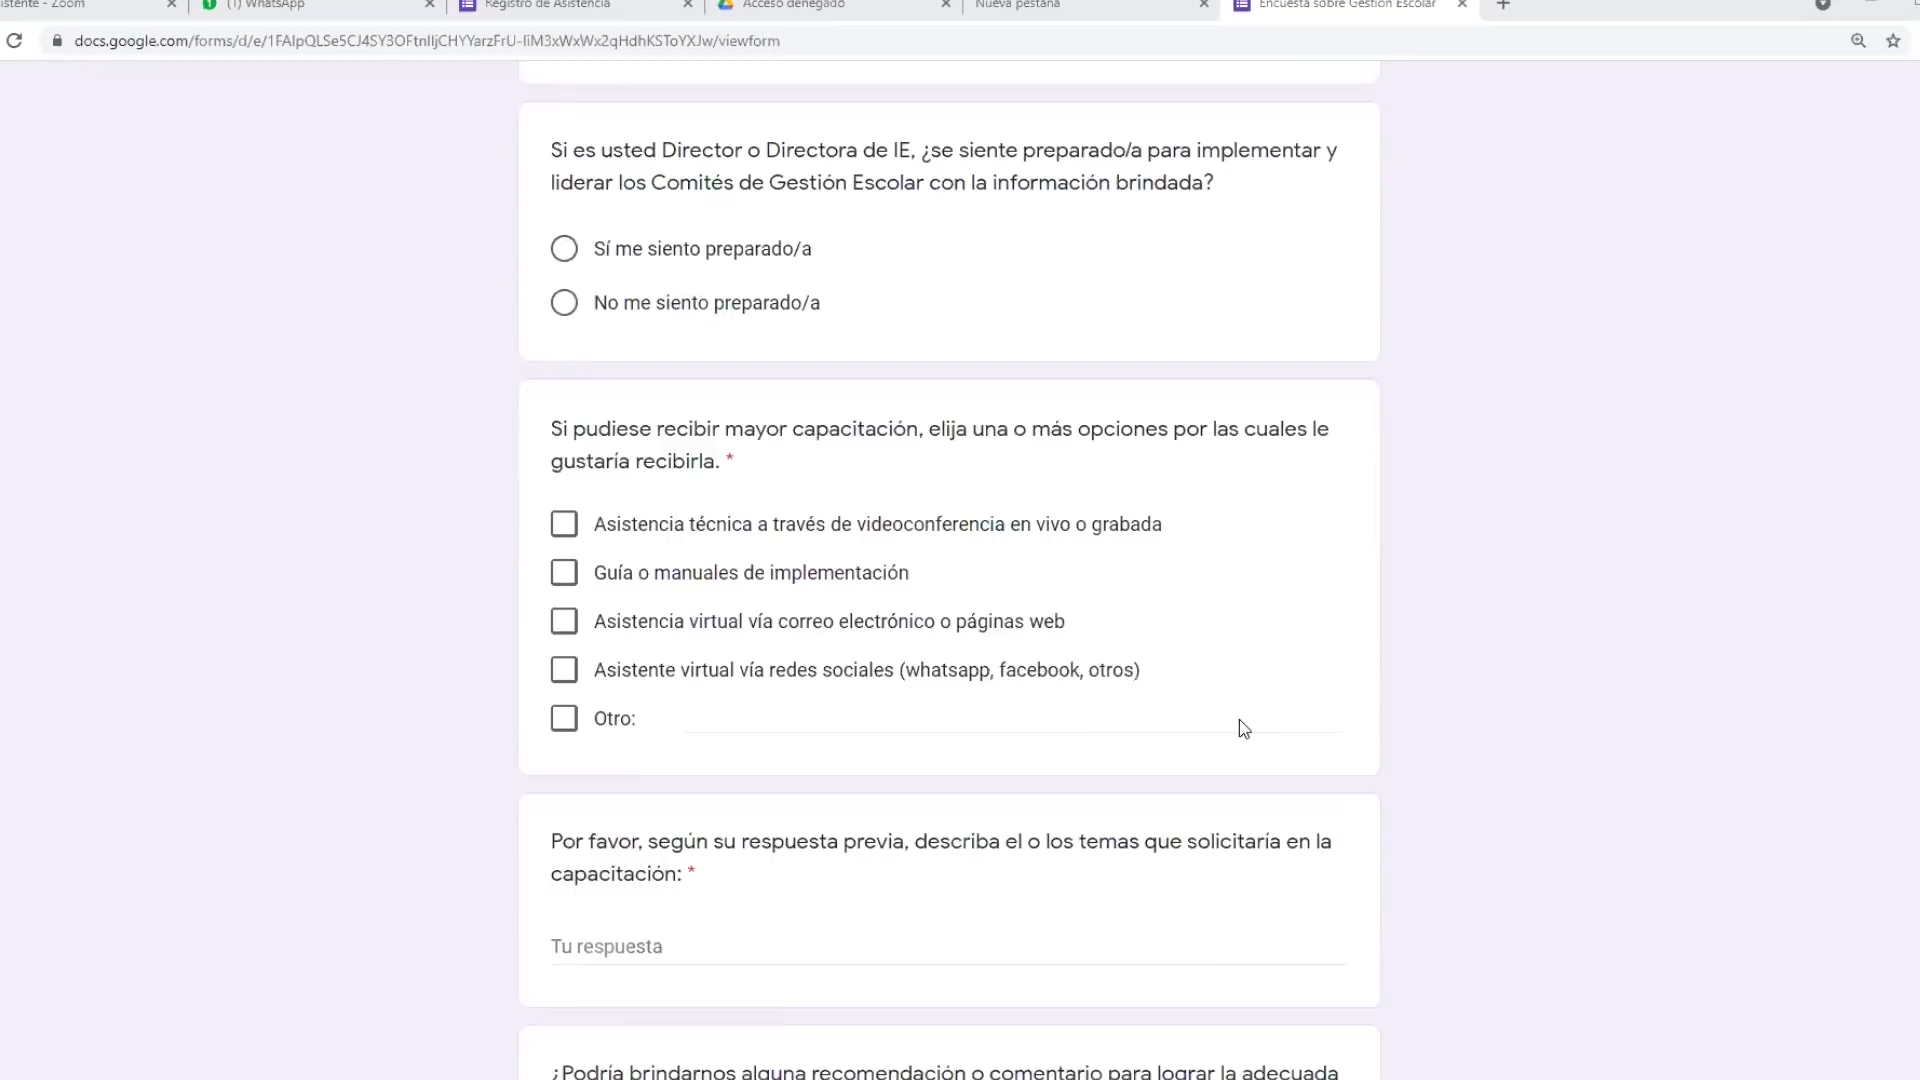 istente - Zoom
(1) WhatsApp
Registro de Asistencia
Acceso denegado
Nueva pestaña
Encuesta sobre Gestión Escolar
docs.google.com/forms/d/e/1FAIpQLSe5CJ4SY3OFtnlIjCHYYarzFrU-IiM3xWxWx2qHdhKSToYXJw/viewform
Si es usted Director o Directora de IE, ¿se siente preparado/a para implementar y
liderar los Comités de Gestión Escolar con la información brindada?
Sí me siento preparado/a
No me siento preparado/a
Si pudiese recibir mayor capacitación, elija una o más opciones por las cuales le
gustaría recibirla. *
Asistencia técnica a través de videoconferencia en vivo o grabada
Guía o manuales de implementación
Asistencia virtual vía correo electrónico o páginas web
Asistente virtual vía redes sociales (whatsapp, facebook, otros)
Otro:
Por favor, según su respuesta previa, describa el o los temas que solicitaría en la
capacitación: *
Tu respuesta
¿Podría brindarnos alguna recomendación o comentario para lograr la adecuada